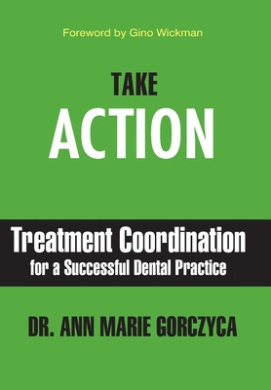 Foreword by Gino Wickman
TAKE
ACTION
Treatment Coordination
for a Successful Dental Practice
DR. ANN MARIE GORCZYCA